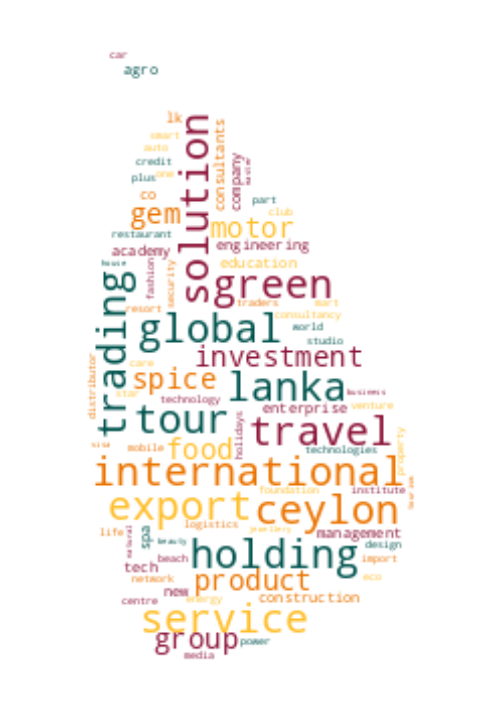 car
agro
lk
solution
smart
consultants
auto
credit
company
plus
one
co
part
gem
club
motor
restaurant
engineering
academy
house
fashion
security
education
trading
green
resort
traders
mart
consultancy
global
world
studio
investment
distributor
care
spice
lanka
business
star
technology
enterprise
venture
tour
holidays
travel
visa
mobile
food
technologies
property
international
foundation
institute
tourism
export
ceylon
logistics
jewellery
life
natural
spa
beauty
management
holding
design
beach
import
tech
network
product
eco
new
energy
centre
construction
service
group
power
media